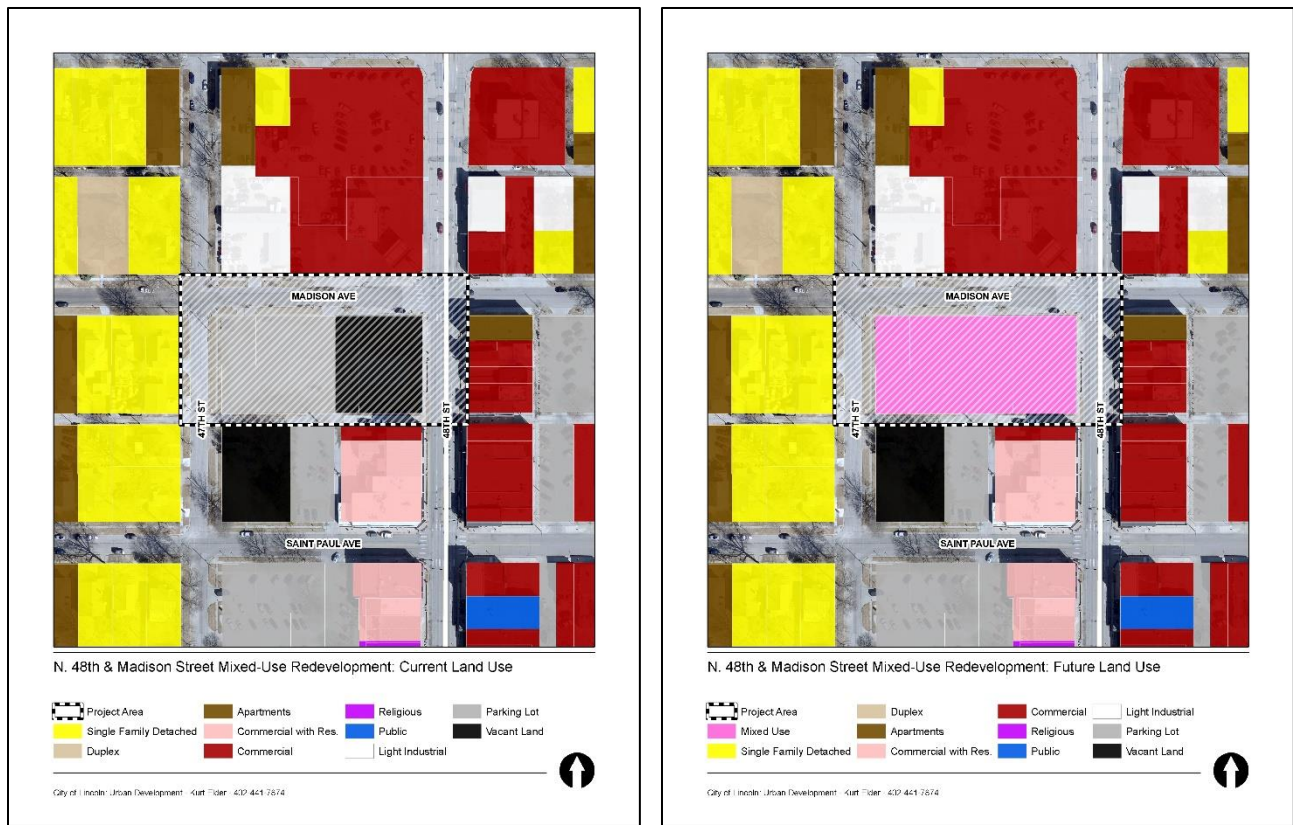 MADISON AVE
47TH ST
48TH ST
SAINT PAUL AVE
N. 48th & Madison Street Mixed-Use Redevelopment: Current Land Use
Project Area
Apartments
Religious
Parking Lot
Single Family Detached
Commercial with Res.
Public
Vacant Land
Duplex
Commercial
Light Industrial
City of Lincoln: Urban Development - Kurt Elder - 402-441-7874
MADISON AVE
47TH ST
48TH ST
SAINT PAUL AVE
N. 48th & Madison Street Mixed-Use Redevelopment: Future Land Use
Project Area
Duplex
Commercial
Light Industrial
Mixed Use
Apartments
Religious
Parking Lot
Single Family Detached
Commercial with Res.
Public
Vacant Land
City of Lincoln: Urban Development - Kurt Elder - 402-441-7874